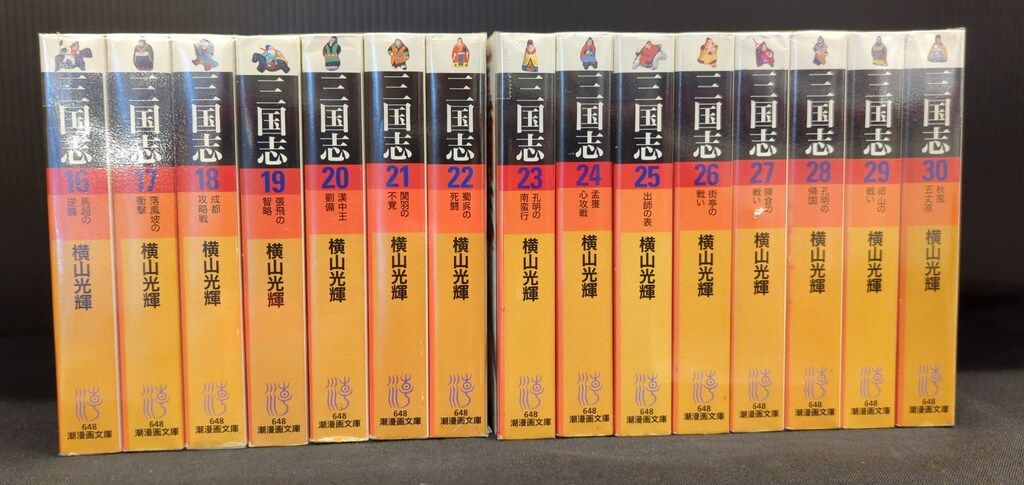 三国志
16
馬超の
逆襲
横山光輝
648
潮漫画文庫
三国志
17
落鳳坡の
衝撃
横山光輝
648
潮漫画文庫
三国志
18
成都
攻略戦
横山光輝
648
潮漫画文庫
三国志
19
張飛の
智略
横山光輝
648
潮漫画文庫
三国志
20
漢中王
劉備
横山光輝
648
潮漫画文庫
三国志
21
関羽の
不覚
横山光輝
648
潮漫画文庫
三国志
22
蜀呉の
死闘
横山光輝
648
潮漫画文庫
三国志
23
孔明の
南蛮行
横山光輝
648
潮漫画文庫
三国志
24
孟獲
心攻戦
横山光輝
648
潮漫画文庫
三国志
25
出師の表
横山光輝
648
潮漫画文庫
三国志
26
街亭の
戦い
横山光輝
648
潮漫画文庫
三国志
27
陳倉の
戦い
横山光輝
648
潮漫画文庫
三国志
28
孔明の
帰国
横山光輝
648
潮漫画文庫
三国志
29
祁山の
戦い
横山光輝
648
潮漫画文庫
三国志
30
秋風
五丈原
横山光輝
648
潮漫画文庫